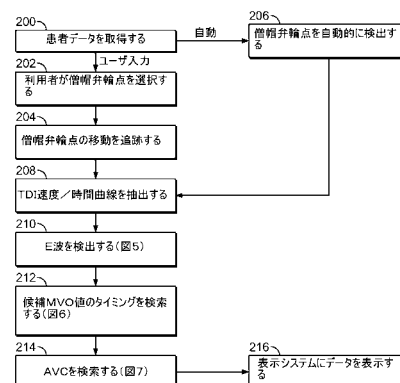 200
患者データを取得する
自動
206
僧帽弁輪点を自動的に検出す
る
ユーザ入力
202
利用者が僧帽弁輪点を選択す
る
204
僧帽弁輪点の移動を追跡する
208
TDI速度/時間曲線を抽出する
210
E波を検出する(図5)
212
候補MVO値のタイミングを検索
する(図6)
214
AVCを検索する(図7)
216
表示システムにデータを表示す
る